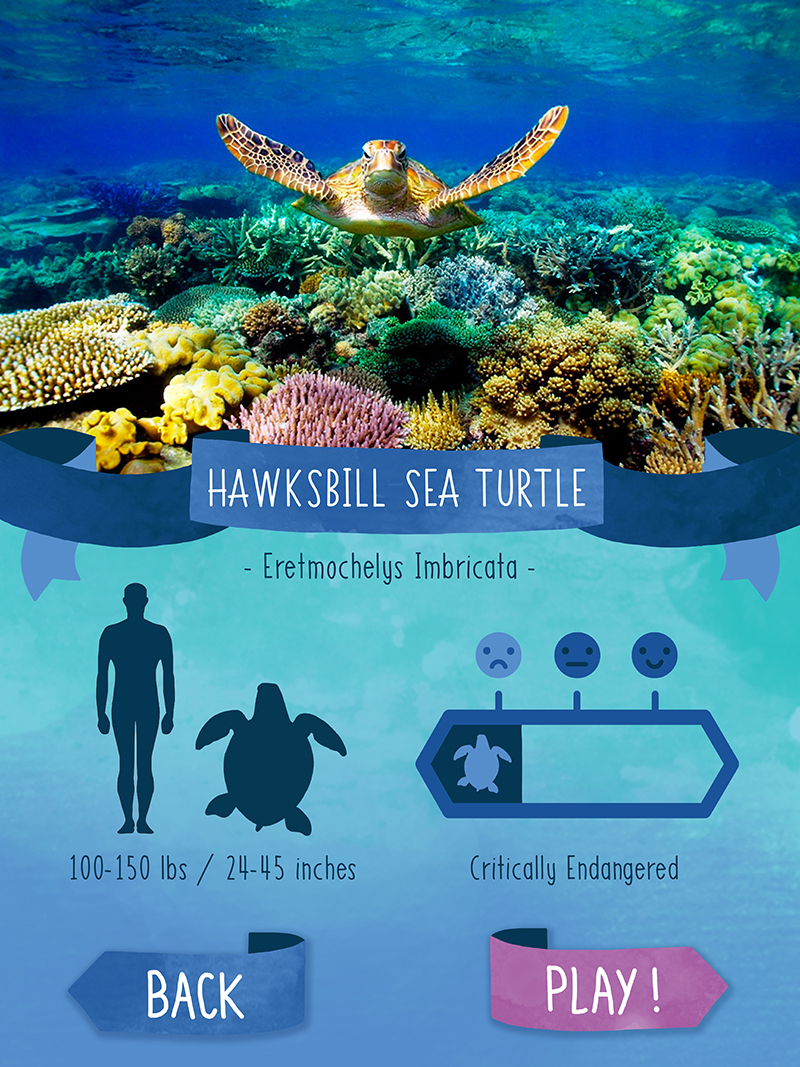 HAWKSBILL SEA TURTLE
- Eretmochelys Imbricata -
100-150 lbs / 24-45 inches
Critically Endangered
BACK
PLAY !